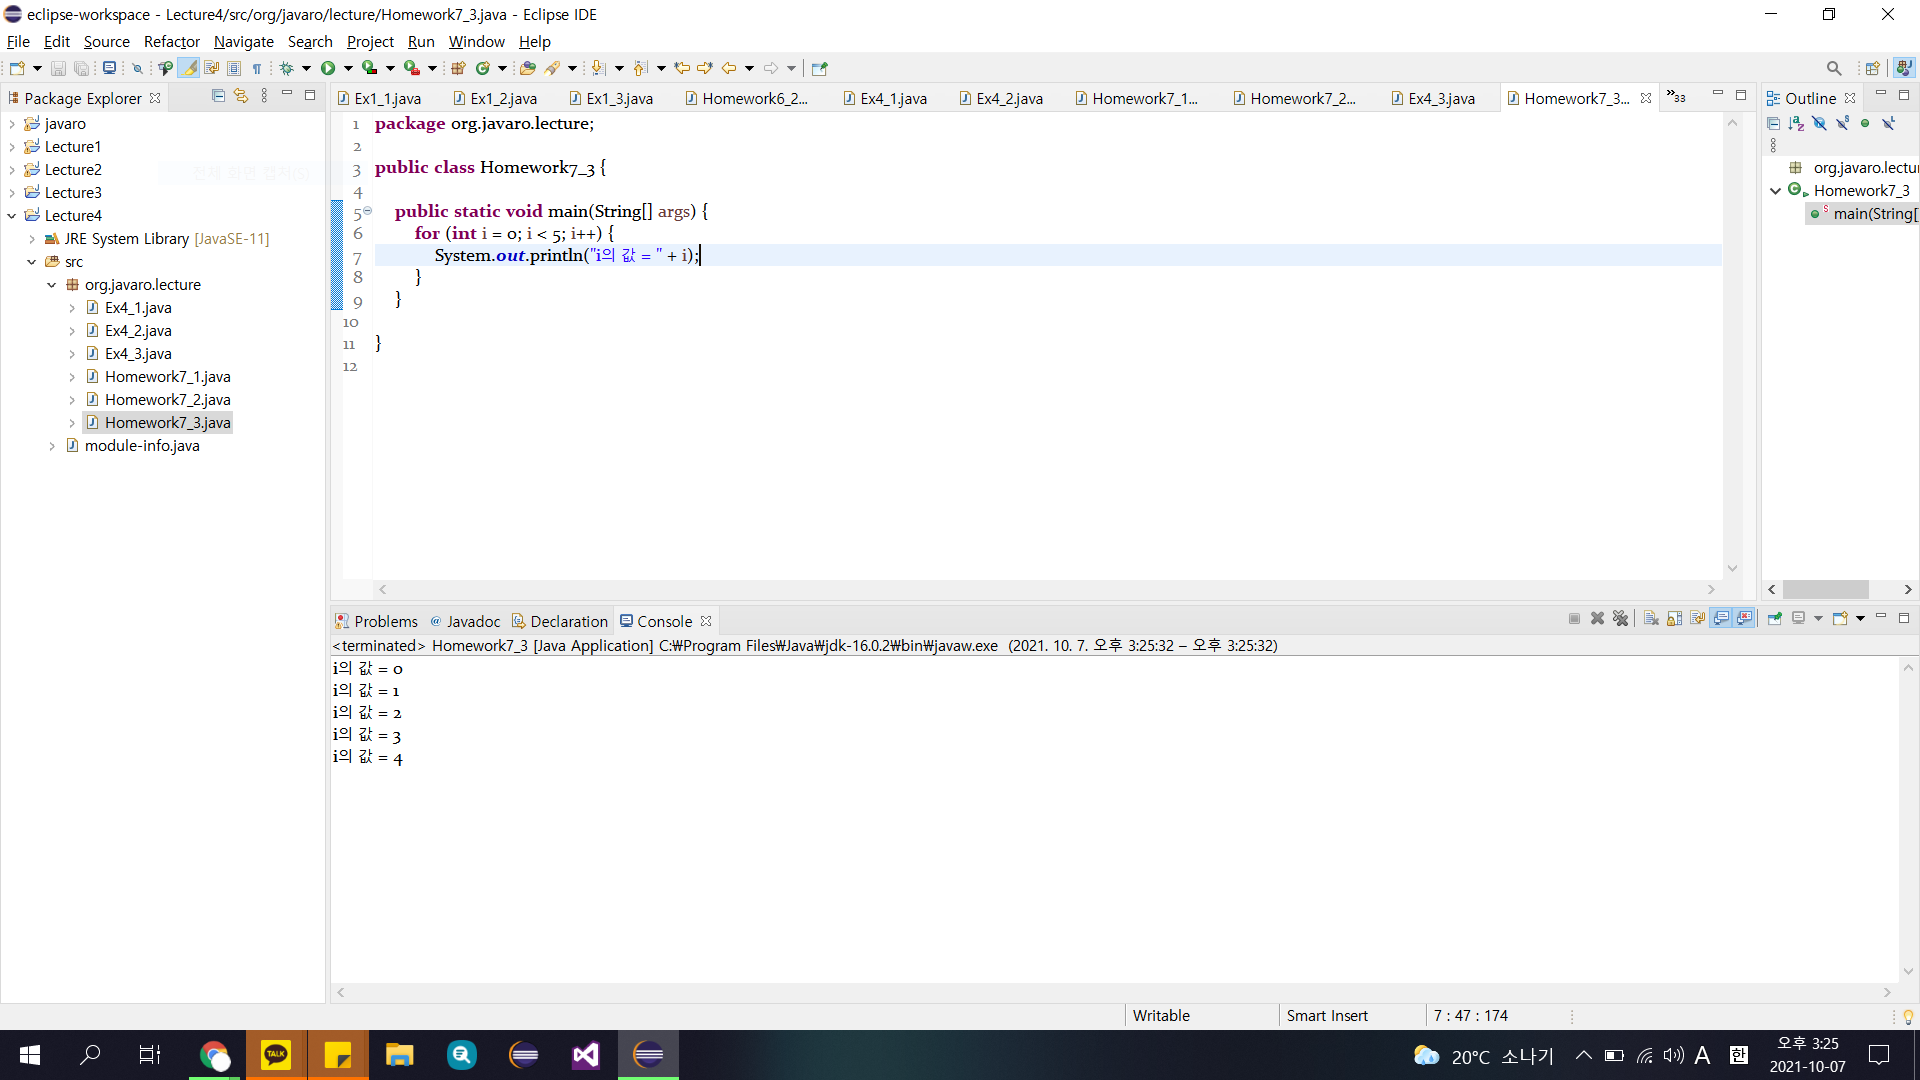 eclipse-workspace - Lecture4/src/org/javaro/lecture/Homework7_3.java - Eclipse IDE
File Edit Source Refactor Navigate Search Project Run Window Help
Package Explorer
javaro
Lecture1
Lecture2
전체 화면 캡처(S)
Lecture3
Lecture4
JRE System Library [JavaSE-11]
src
org.javaro.lecture
Ex4_1.java
Ex4_2.java
Ex4_3.java
Homework7_1.java
Homework7_2.java
Homework7_3.java
module-info.java
Ex1_1.java Ex1_2.java Ex1_3.java Homework6_2... Ex4_1.java Ex4_2.java Homework7_1... Homework7_2... Ex4_3.java Homework7_3... »33
1 package org.javaro.lecture;
2
3 public class Homework7_3 {
4
5 public static void main(String[] args) {
6 for (int i = 0; i < 5; i++) {
7 System.out.println("i의 값 = " + i);
8 }
9 }
10
11 }
12
Outline
org.javaro.lectu
Homework7_3
main(String[
Problems @ Javadoc Declaration Console
<terminated> Homework7_3 [Java Application] C:₩Program Files₩Java₩jdk-16.0.2₩bin₩javaw.exe (2021. 10. 7. 오후 3:25:32 – 오후 3:25:32)
i의 값 = 0
i의 값 = 1
i의 값 = 2
i의 값 = 3
i의 값 = 4
Writable Smart Insert 7 : 47 : 174
TALK
20°C 소나기 A 한 오후 3:25
2021-10-07